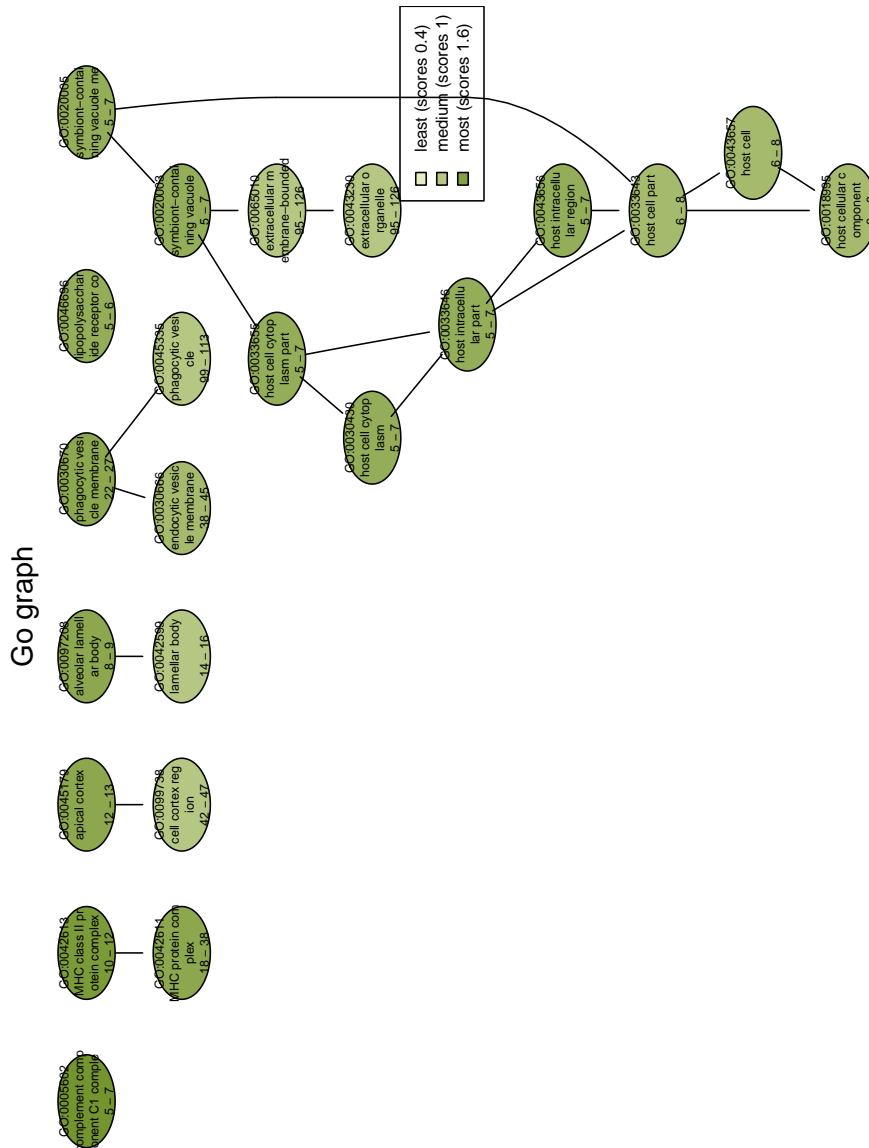 Go graph
GO:0005602
omplement comp
onent C1 comple
5 − 7
GO:0042613
MHC class II pr
otein complex
10 − 12
GO:0045179
apical cortex
12 − 13
GO:0097208
alveolar lamell
ar body
8 − 9
GO:0030670
phagocytic vesi
cle membrane
22 − 27
GO:0046696
lipopolysacchar
ide receptor co
5 − 6
GO:0020005
symbiont−contai
ning vacuole me
5 − 7
GO:0042611
MHC protein com
plex
18 − 38
GO:0099738
cell cortex reg
ion
42 − 47
GO:0042599
lamellar body
14 − 16
GO:0030666
endocytic vesic
le membrane
38 − 45
GO:0045335
phagocytic vesi
cle
99 − 113
GO:0020003
symbiont−contai
ning vacuole
5 − 7
GO:0033655
host cell cytop
lasm part
5 − 7
GO:0065010
extracellular m
embrane−bounded
95 − 126
GO:0030430
host cell cytop
lasm
5 − 7
GO:0043230
extracellular o
rganelle
95 − 126
least (scores 0.4)
medium (scores 1)
most (scores 1.6)
GO:0033646
host intracellu
lar part
5 − 7
GO:0043656
host intracellu
lar region
5 − 7
GO:0033643
host cell part
6 − 8
GO:0043657
host cell
6 − 8
GO:0018995
host cellular c
omponent